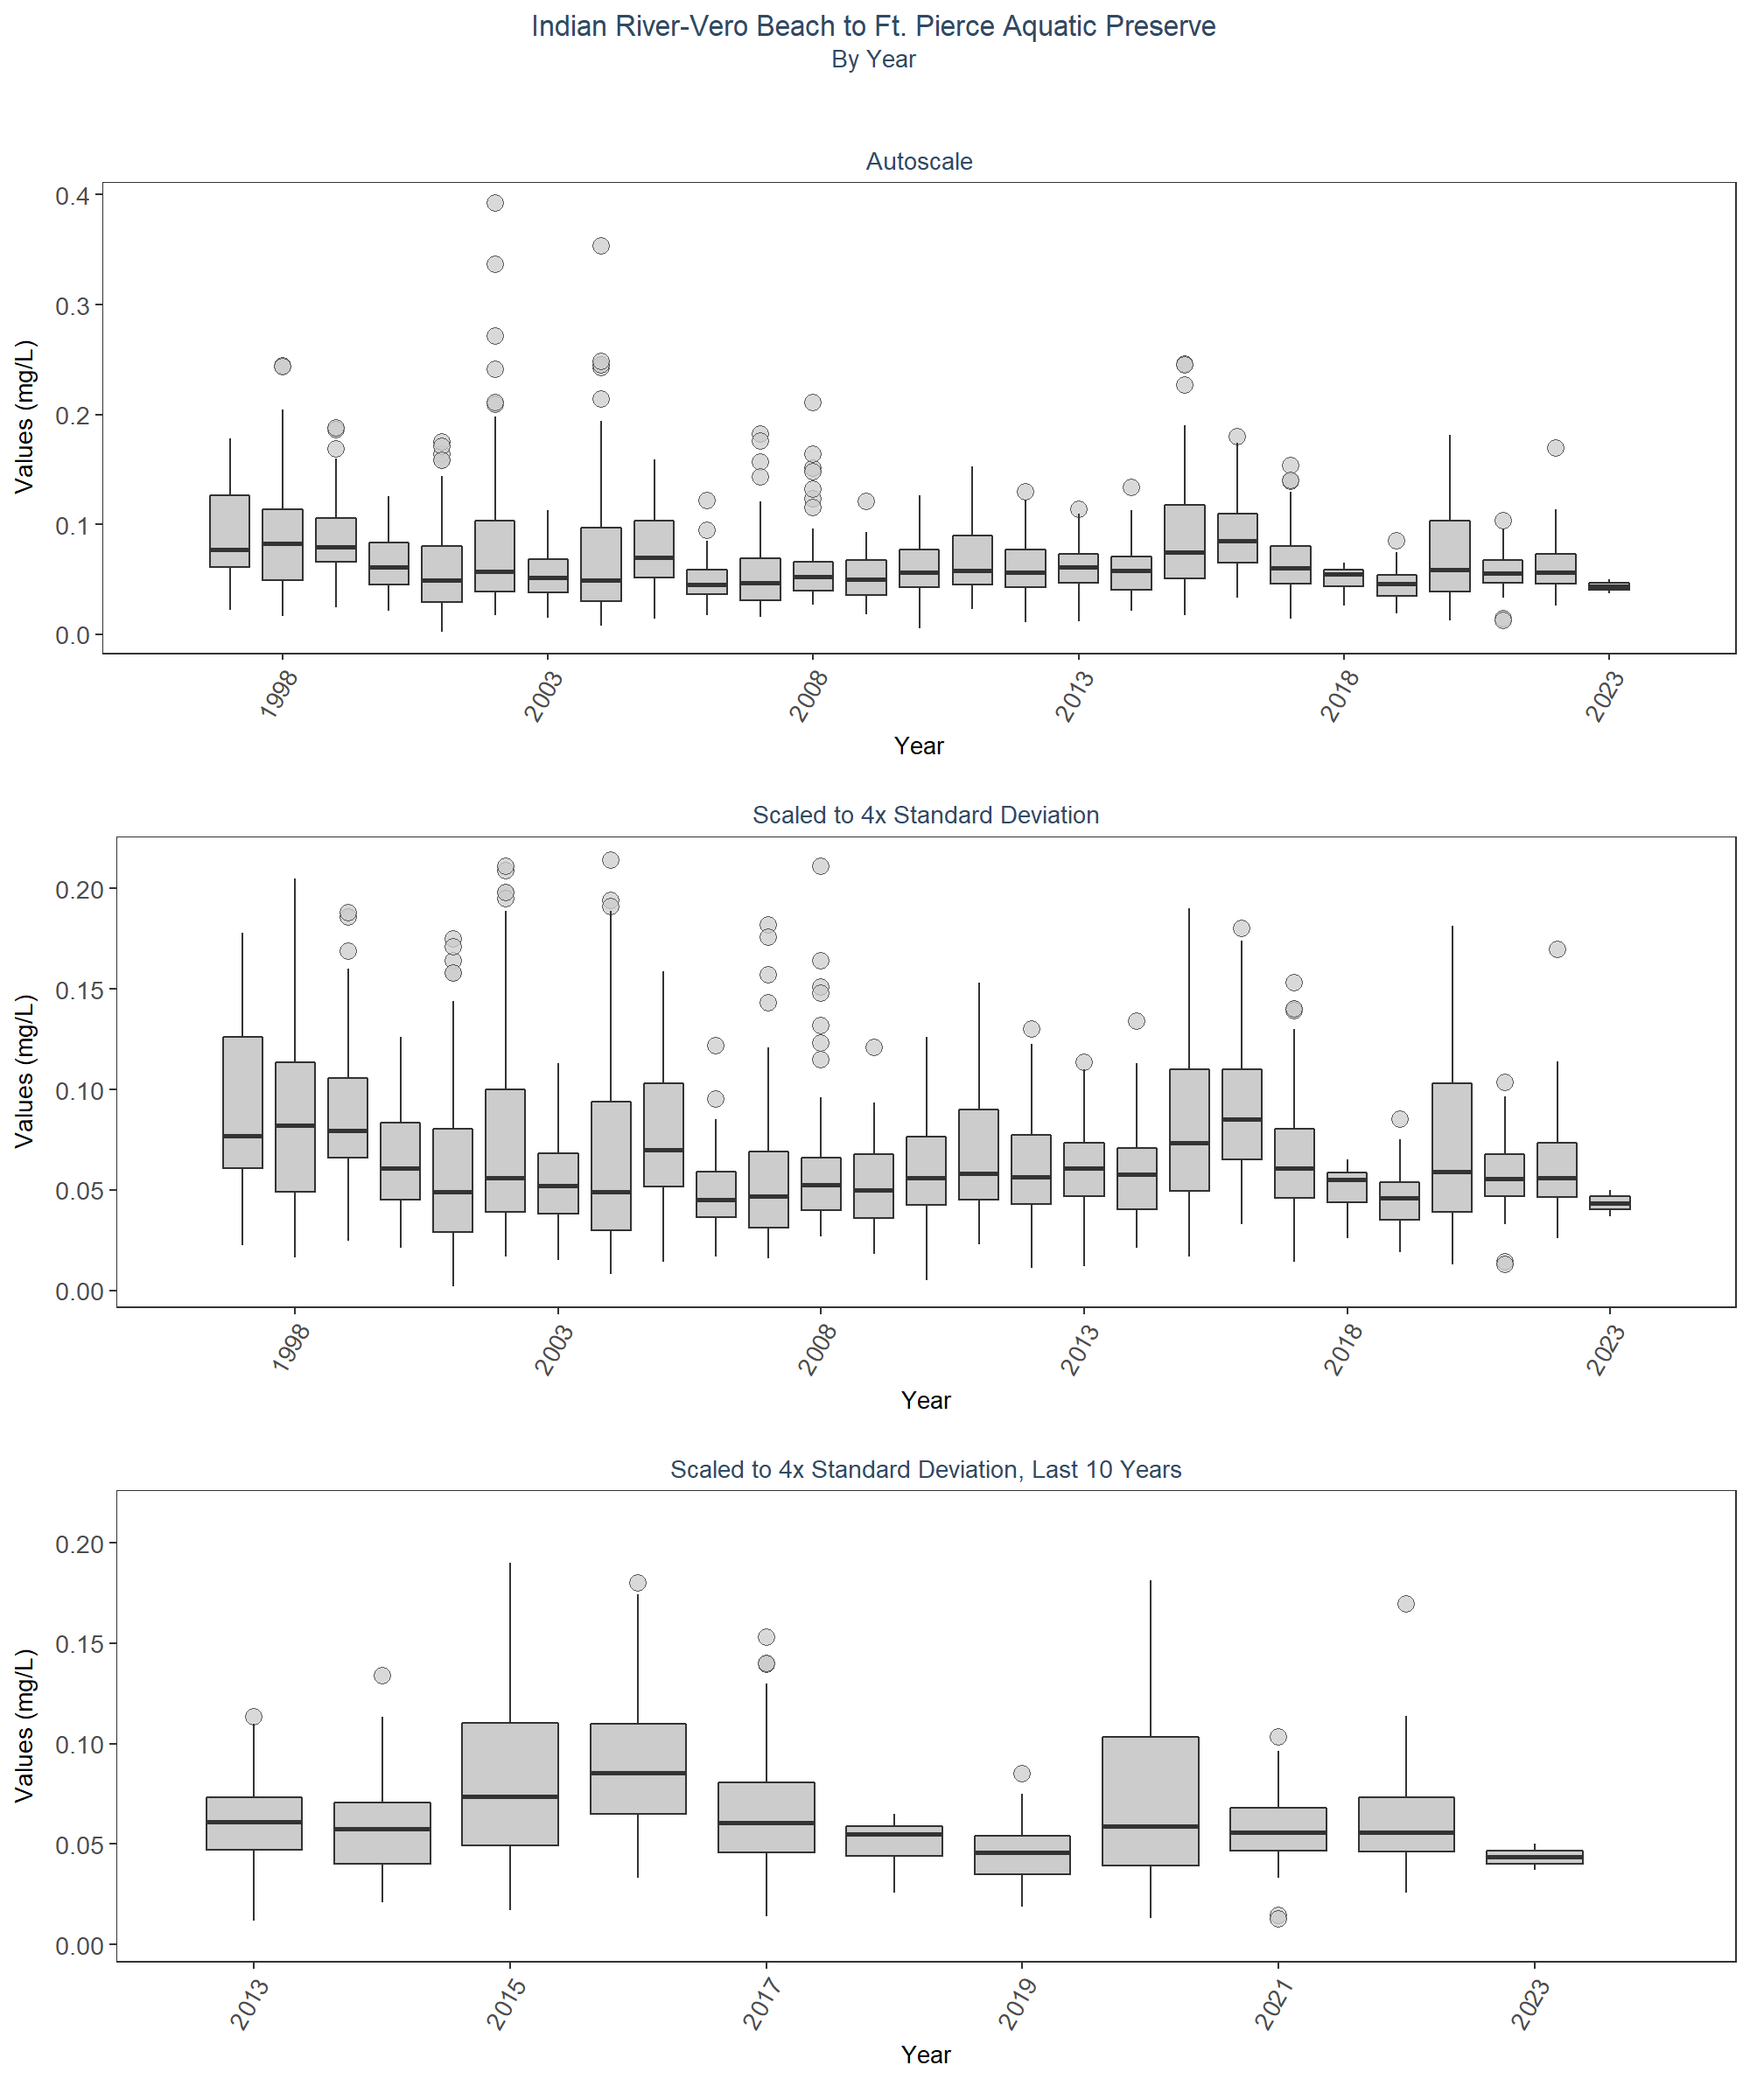 Indian River-Vero Beach to Ft. Pierce Aquatic Preserve
By Year
Autoscale
Values (mg/L)
0.4
0.3
0.2
0.1
0.0
1998 2003 2008 2013 2018 2023
Year
Scaled to 4x Standard Deviation
Values (mg/L)
0.20
0.15
0.10
0.05
0.00
1998 2003 2008 2013 2018 2023
Year
Scaled to 4x Standard Deviation, Last 10 Years
Values (mg/L)
0.20
0.15
0.10
0.05
0.00
2013 2015 2017 2019 2021 2023
Year